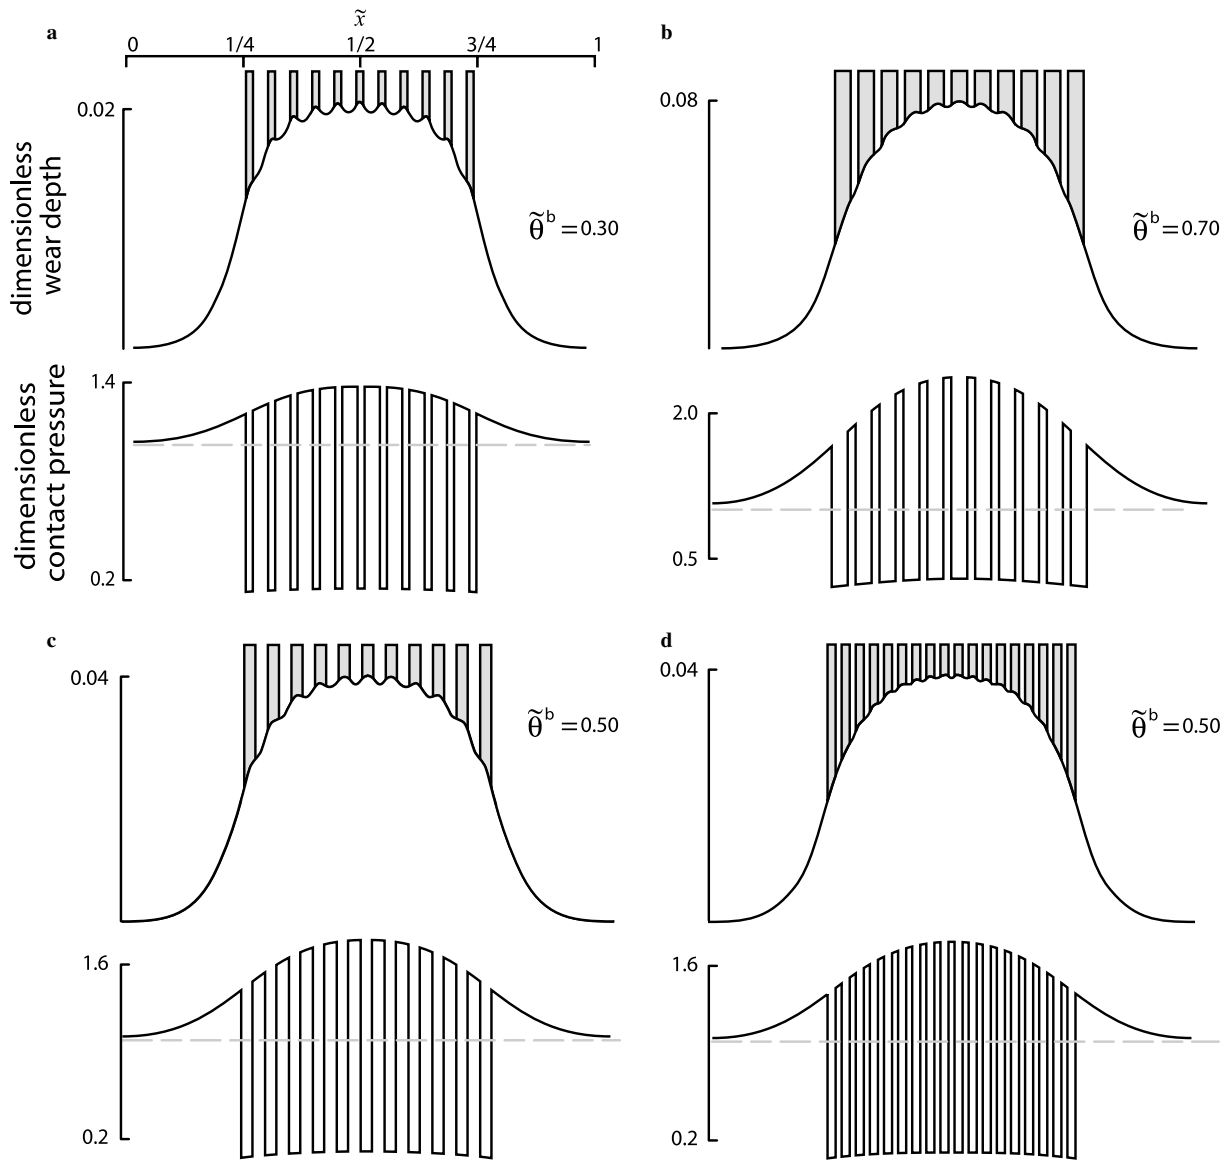 a
x̃
b
0 1/4 1/2 3/4 1
0.02
0.08
dimensionless
wear depth
θ̃ᵇ = 0.30
θ̃ᵇ = 0.70
dimensionless
contact pressure
1.4
0.2
2.0
0.5
c
d
0.04
0.04
θ̃ᵇ = 0.50
θ̃ᵇ = 0.50
1.6
0.2
1.6
0.2